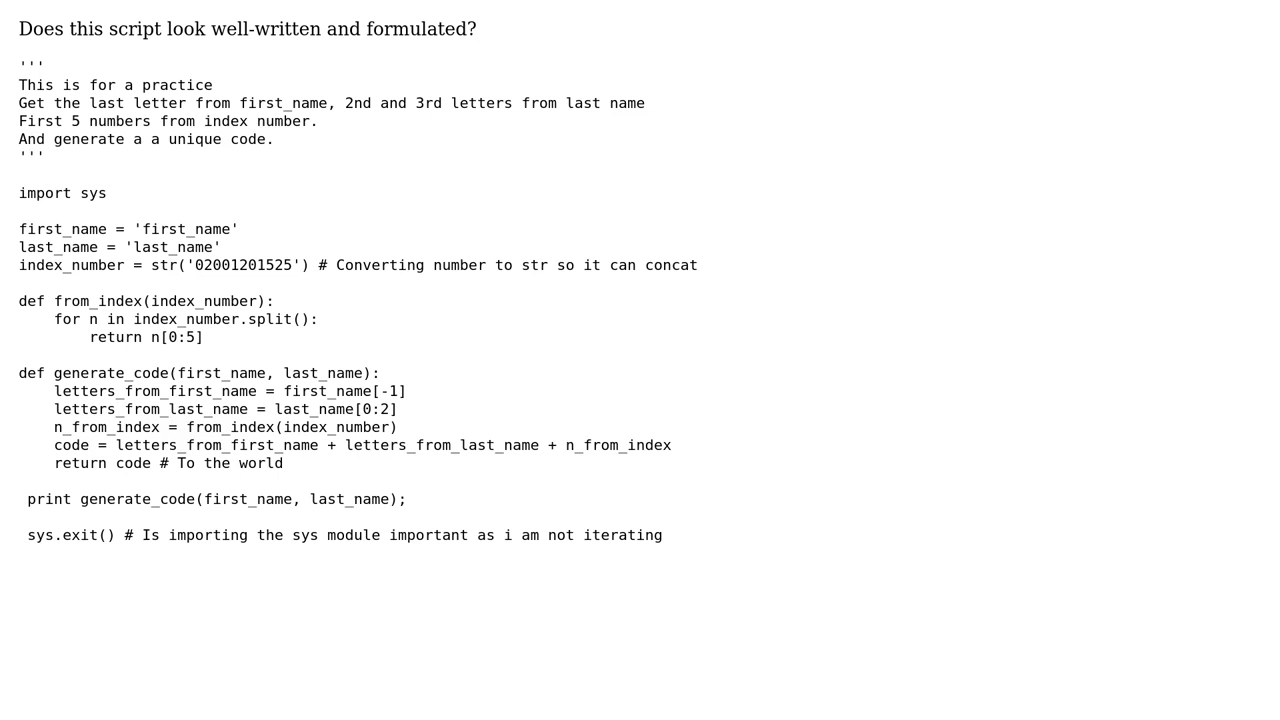 Does this script look well-written and formulated?
'''
This is for a practice
Get the last letter from first_name, 2nd and 3rd letters from last name
First 5 numbers from index number.
And generate a a unique code.
'''
import sys
first_name = 'first_name'
last_name = 'last_name'
index_number = str('02001201525') # Converting number to str so it can concat
def from_index(index_number):
    for n in index_number.split():
        return n[0:5]
def generate_code(first_name, last_name):
    letters_from_first_name = first_name[-1]
    letters_from_last_name = last_name[0:2]
    n_from_index = from_index(index_number)
    code = letters_from_first_name + letters_from_last_name + n_from_index
    return code # To the world
 print generate_code(first_name, last_name);
 sys.exit() # Is importing the sys module important as i am not iterating